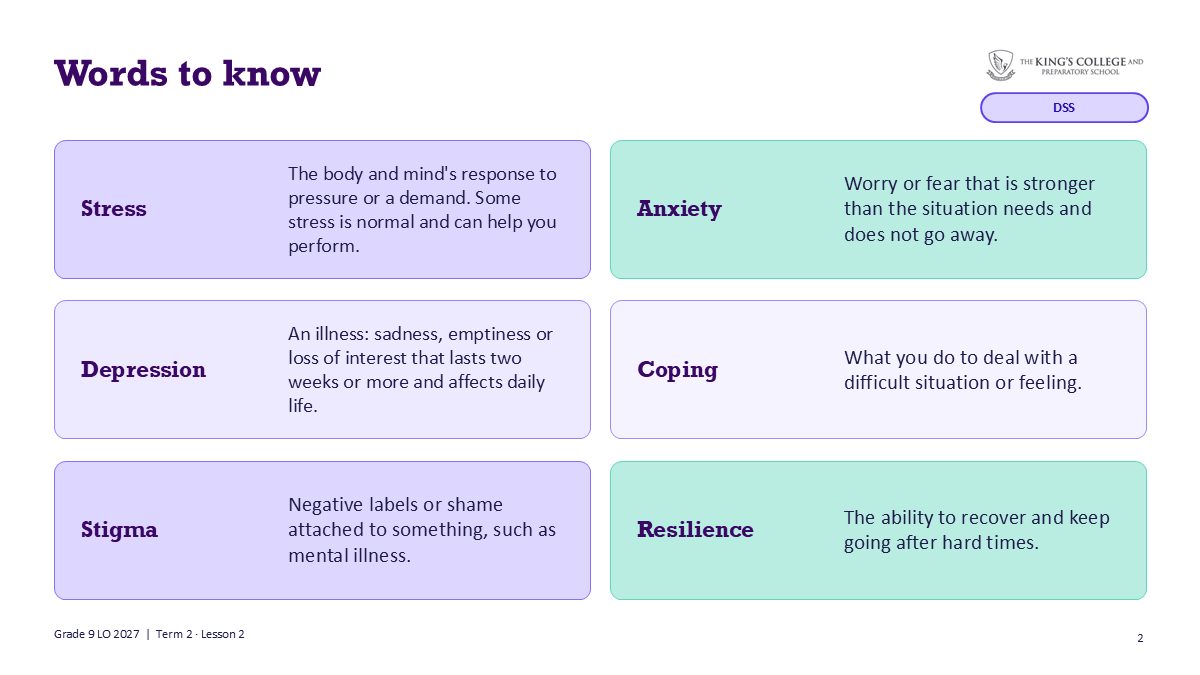 Words to know
THE KING'S COLLEGE AND
PREPARATORY SCHOOL
DSS
Stress
The body and mind's response to
pressure or a demand. Some
stress is normal and can help you
perform.
Anxiety
Worry or fear that is stronger
than the situation needs and
does not go away.
Depression
An illness: sadness, emptiness or
loss of interest that lasts two
weeks or more and affects daily
life.
Coping
What you do to deal with a
difficult situation or feeling.
Stigma
Negative labels or shame
attached to something, such as
mental illness.
Resilience
The ability to recover and keep
going after hard times.
Grade 9 LO 2027 | Term 2 · Lesson 2
2